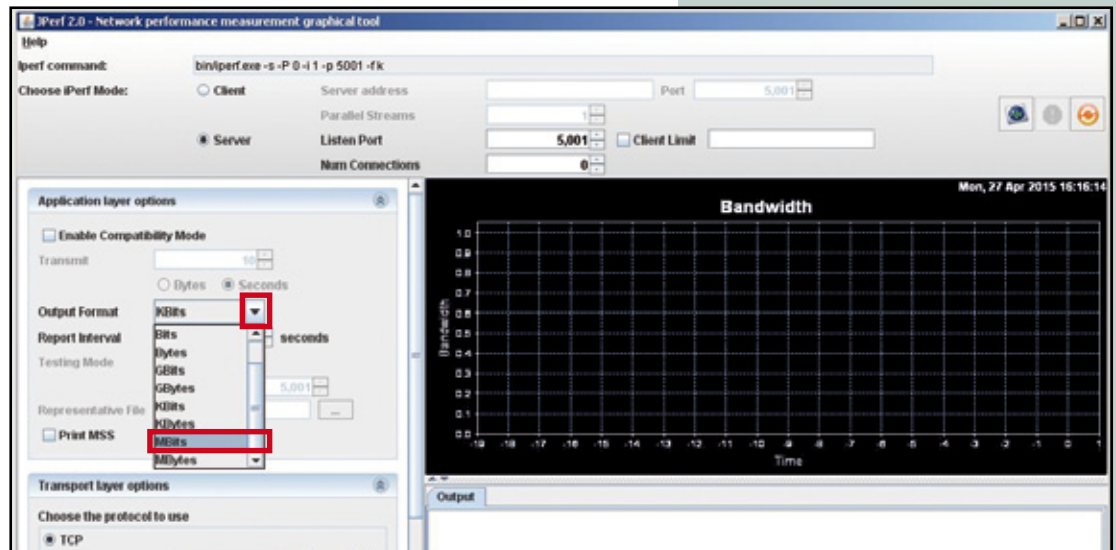 JPerf 2.0 - Network performance measurement graphical tool
Help
Iperf command: bin/iperf.exe -s -P 0 -i 1 -p 5001 -f k
Choose iPerf Mode: Client Server address Port 5,001
Parallel Streams 1
Server Listen Port 5,001 Client Limit
Num Connections 0
Application layer options
Enable Compatibility Mode
Transmit 10
Bytes Seconds
Output Format KBits
Report Interval seconds
Testing Mode
5,001
Representative File ...
Print MSS
Bits
Bytes
GBits
GBytes
KBits
KBytes
MBits
MBytes
Transport layer options
Choose the protocol to use
TCP
Mon, 27 Apr 2015 16:16:14
Bandwidth
Bandwidth
1.0
0.9
0.8
0.7
0.6
0.5
0.4
0.3
0.2
0.1
0.0
-19 -18 -17 -16 -15 -14 -13 -12 -11 -10 -9 -8 -7 -6 -5 -4 -3 -2 -1 0 1
Time
Output